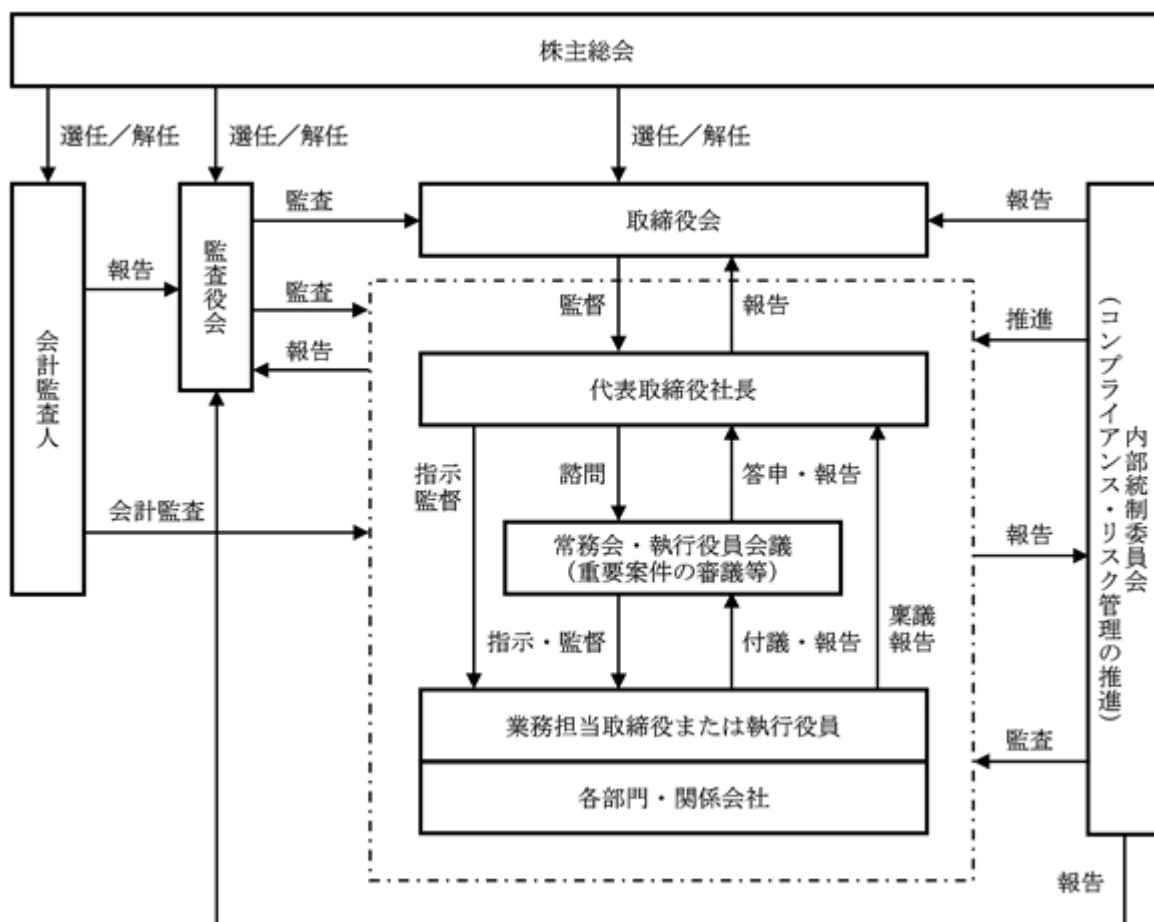 株主総会
選任／解任
選任／解任
選任／解任
会計監査人
監査役会
取締役会
監査
報告
報告
監査
報告
監督
報告
推進
代表取締役社長
指示
監督
諮問
答申・報告
稟議
報告
会計監査
常務会・執行役員会議
（重要案件の審議等）
報告
指示・監督
付議・報告
業務担当取締役または執行役員
各部門・関係会社
監査
内部統制委員会
（コンプライアンス・リスク管理の推進）
報告